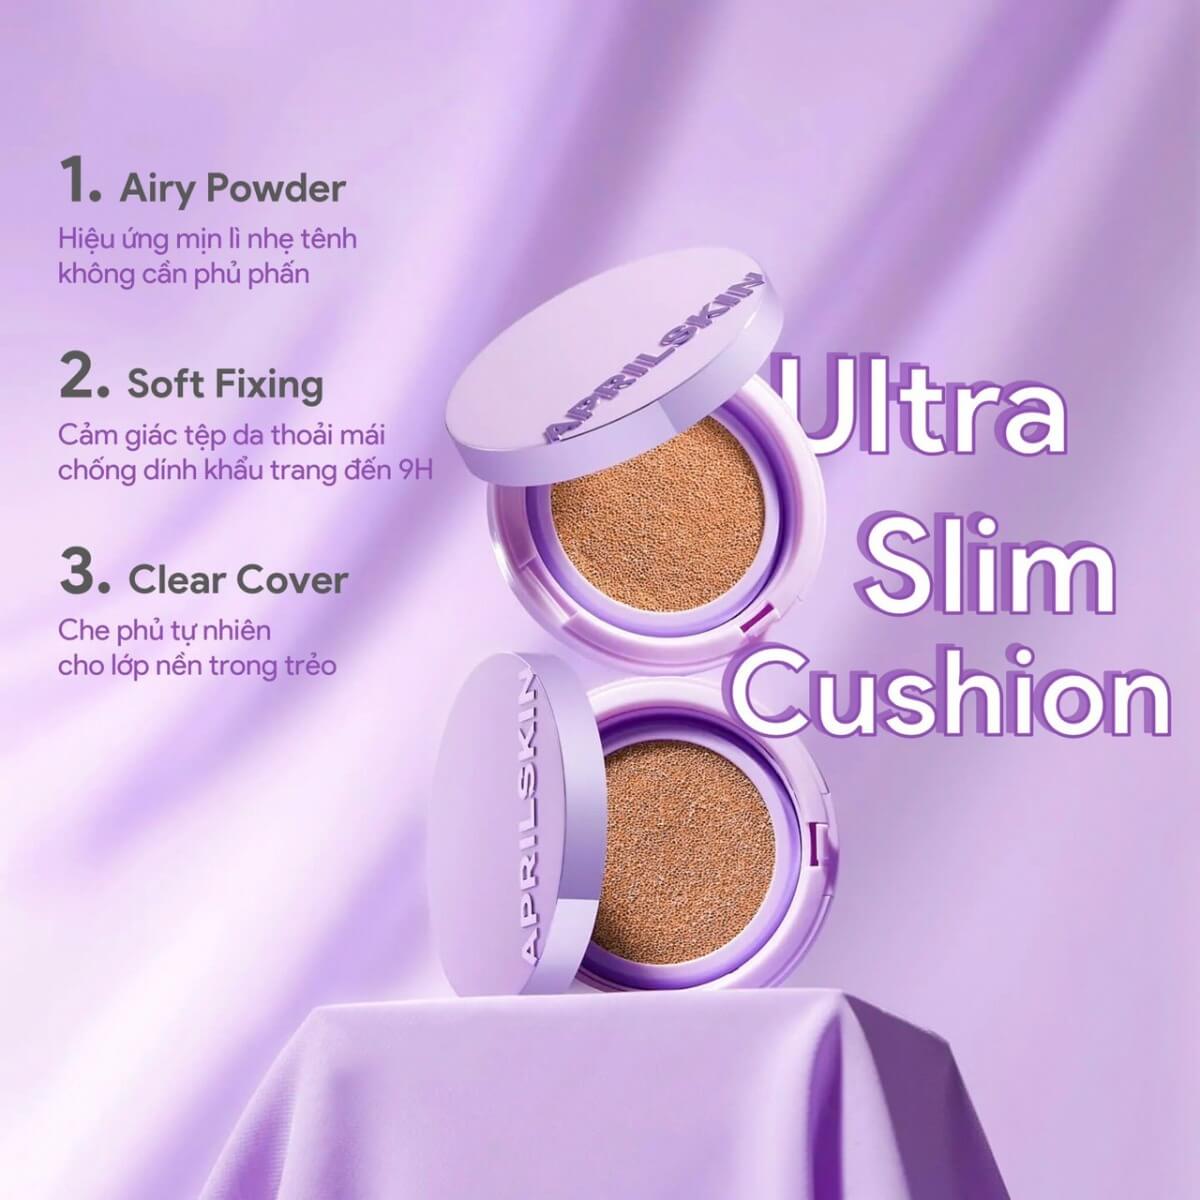 1. Airy Powder
Hiệu ứng mịn lì nhẹ tênh
không cần phủ phấn
2. Soft Fixing
Cảm giác tệp da thoải mái
chống dính khẩu trang đến 9H
3. Clear Cover
Che phủ tự nhiên
cho lớp nền trong trẻo
APRILSKIN
Ultra
Slim
Cushion
APRILSKIN